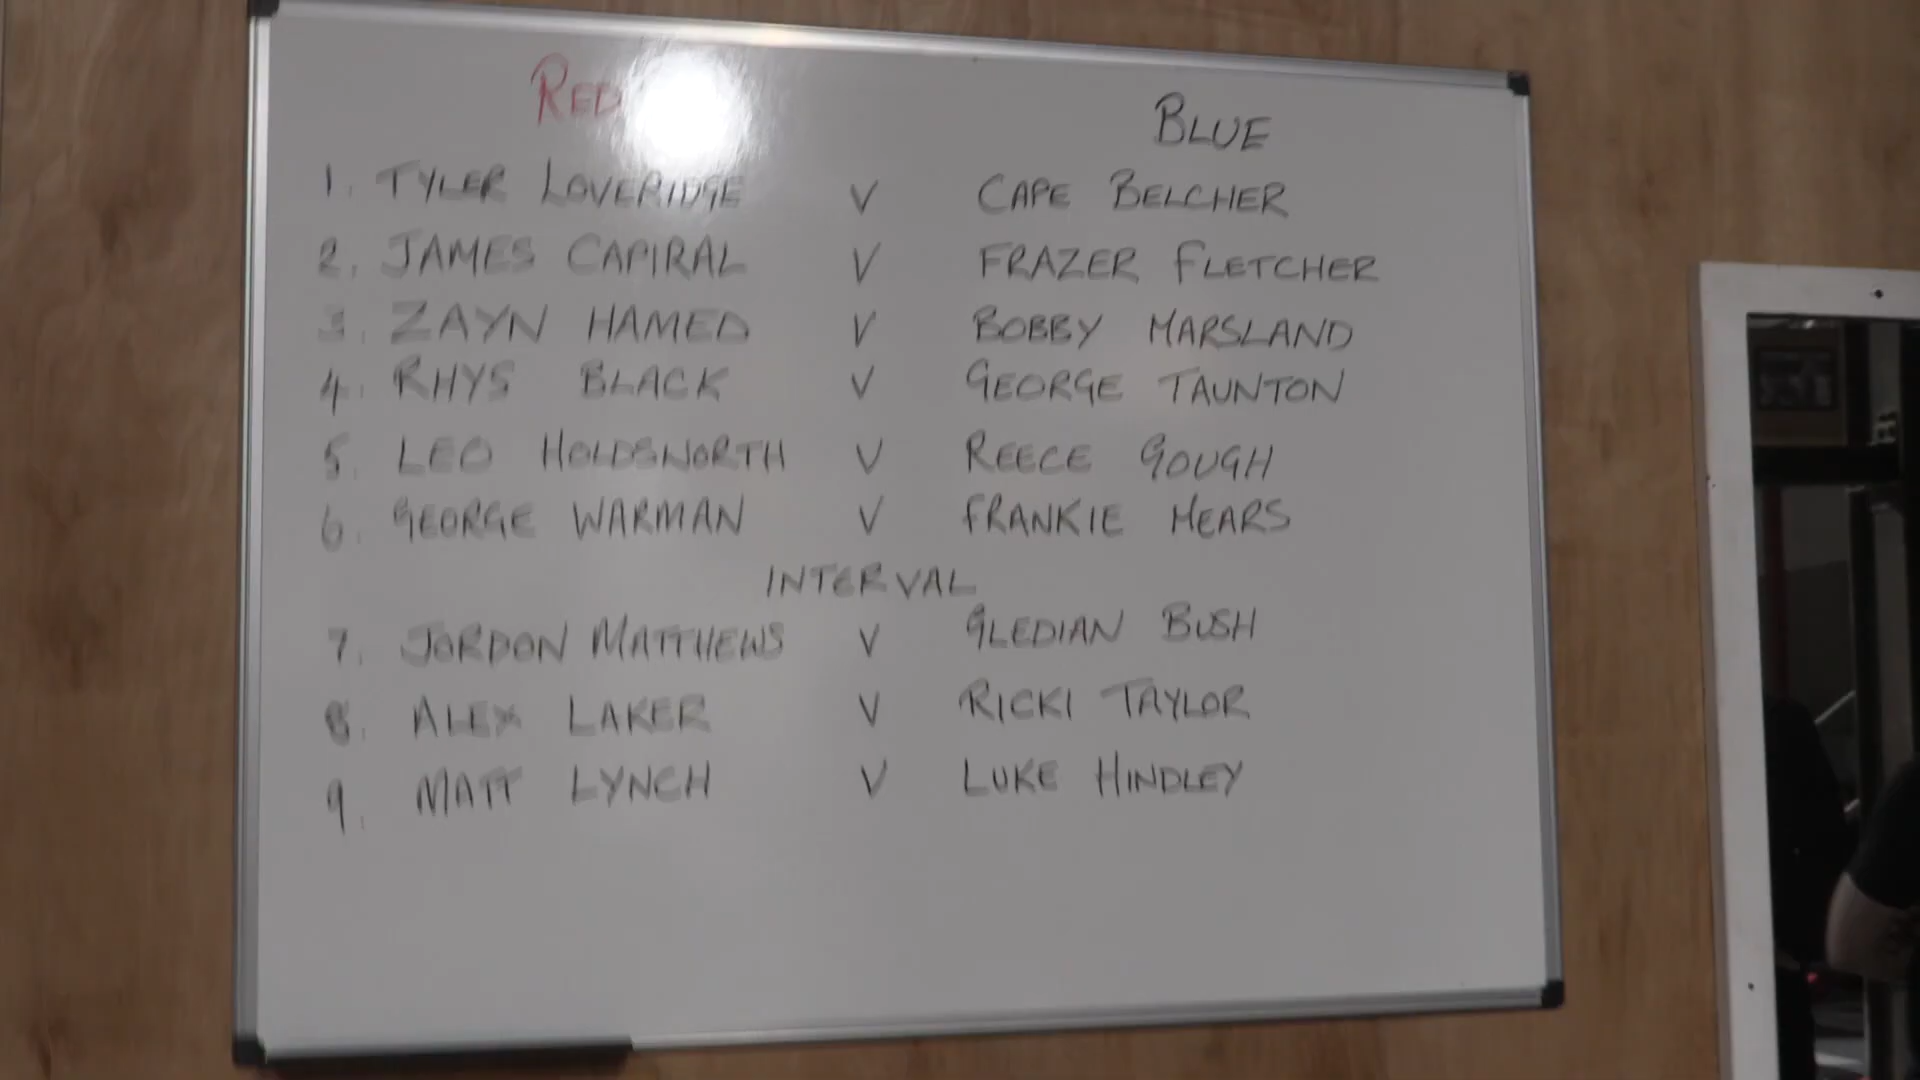 RED BLUE
1. TYLER LOVERIDGE V CAPE BELCHER
2. JAMES CAPIRAL V FRAZER FLETCHER
3. ZAYN HAMED V BOBBY MARSLAND
4. RHYS BLACK V GEORGE TAUNTON
5. LEO HOLDSWORTH V REECE GOUGH
6. GEORGE WARMAN V FRANKIE MEARS
INTERVAL
7. JORDON MATTHEWS V GLEDIAN BUSH
8. ALEX LAKER V RICKI TAYLOR
9. MATT LYNCH V LUKE HINDLEY